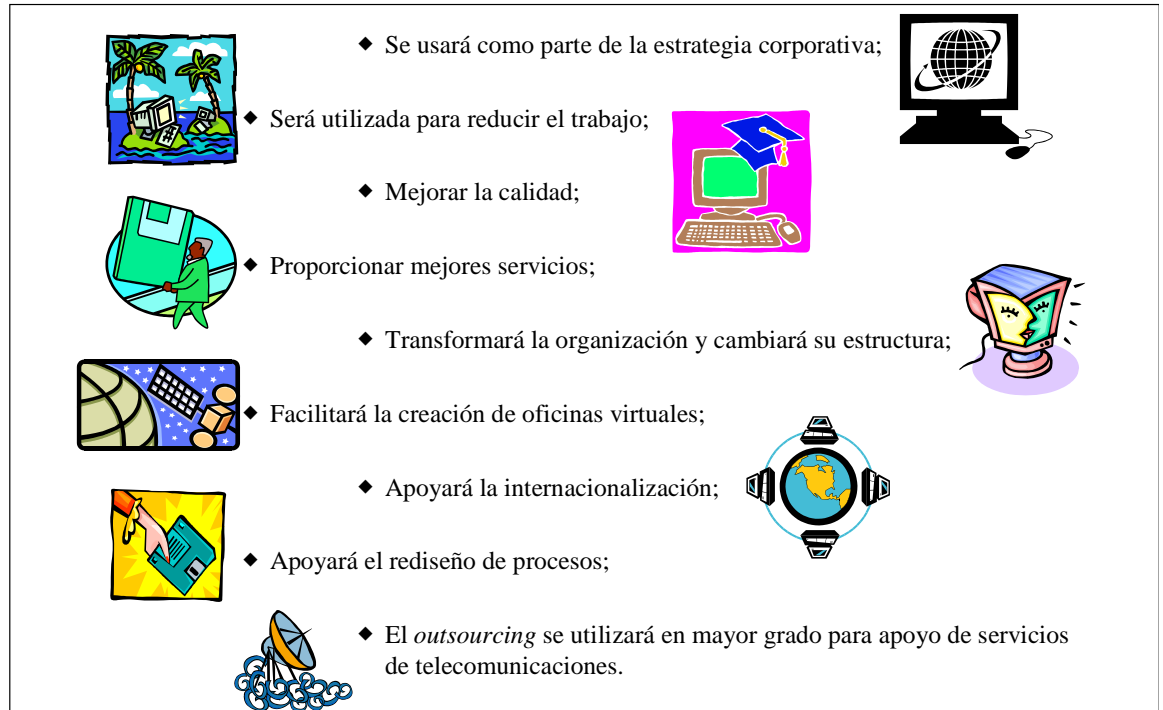 ◆ Se usará como parte de la estrategia corporativa;
◆ Será utilizada para reducir el trabajo;
◆ Mejorar la calidad;
◆ Proporcionar mejores servicios;
◆ Transformará la organización y cambiará su estructura;
◆ Facilitará la creación de oficinas virtuales;
◆ Apoyará la internacionalización;
◆ Apoyará el rediseño de procesos;
◆ El outsourcing se utilizará en mayor grado para apoyo de servicios
de telecomunicaciones.